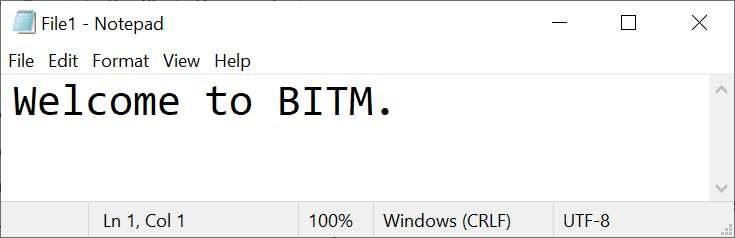 File1 - Notepad
File Edit Format View Help
Welcome to BITM.
Ln 1, Col 1 100% Windows (CRLF) UTF-8